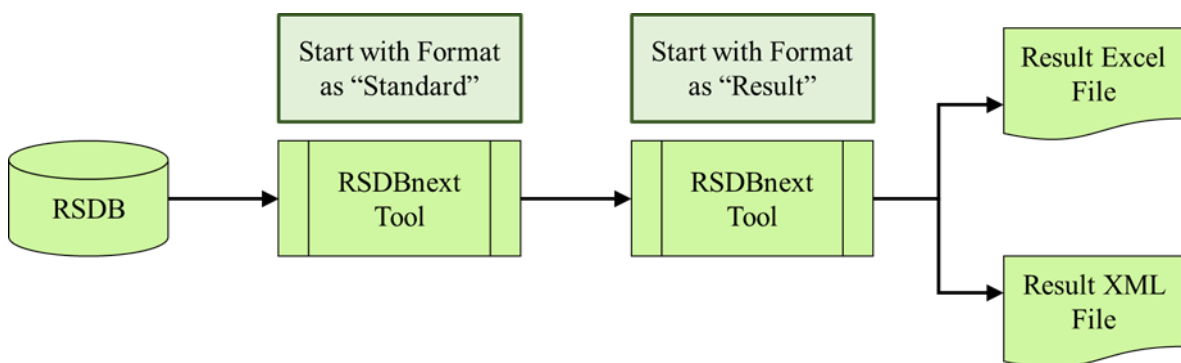 Start with Format
as “Standard”
Start with Format
as “Result”
Result Excel
File
RSDB
RSDBnext
Tool
RSDBnext
Tool
Result XML
File